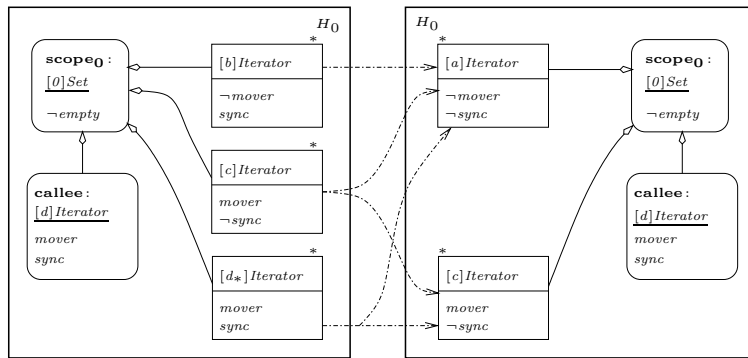 H0
scope0:
[0]Set
¬empty
callee:
[d]Iterator
mover
sync
*
[b]Iterator
¬mover
sync
*
[c]Iterator
mover
¬sync
*
[d*]Iterator
mover
sync
H0
*
[a]Iterator
¬mover
¬sync
*
[c]Iterator
mover
¬sync
scope0:
[0]Set
¬empty
callee:
[d]Iterator
mover
sync